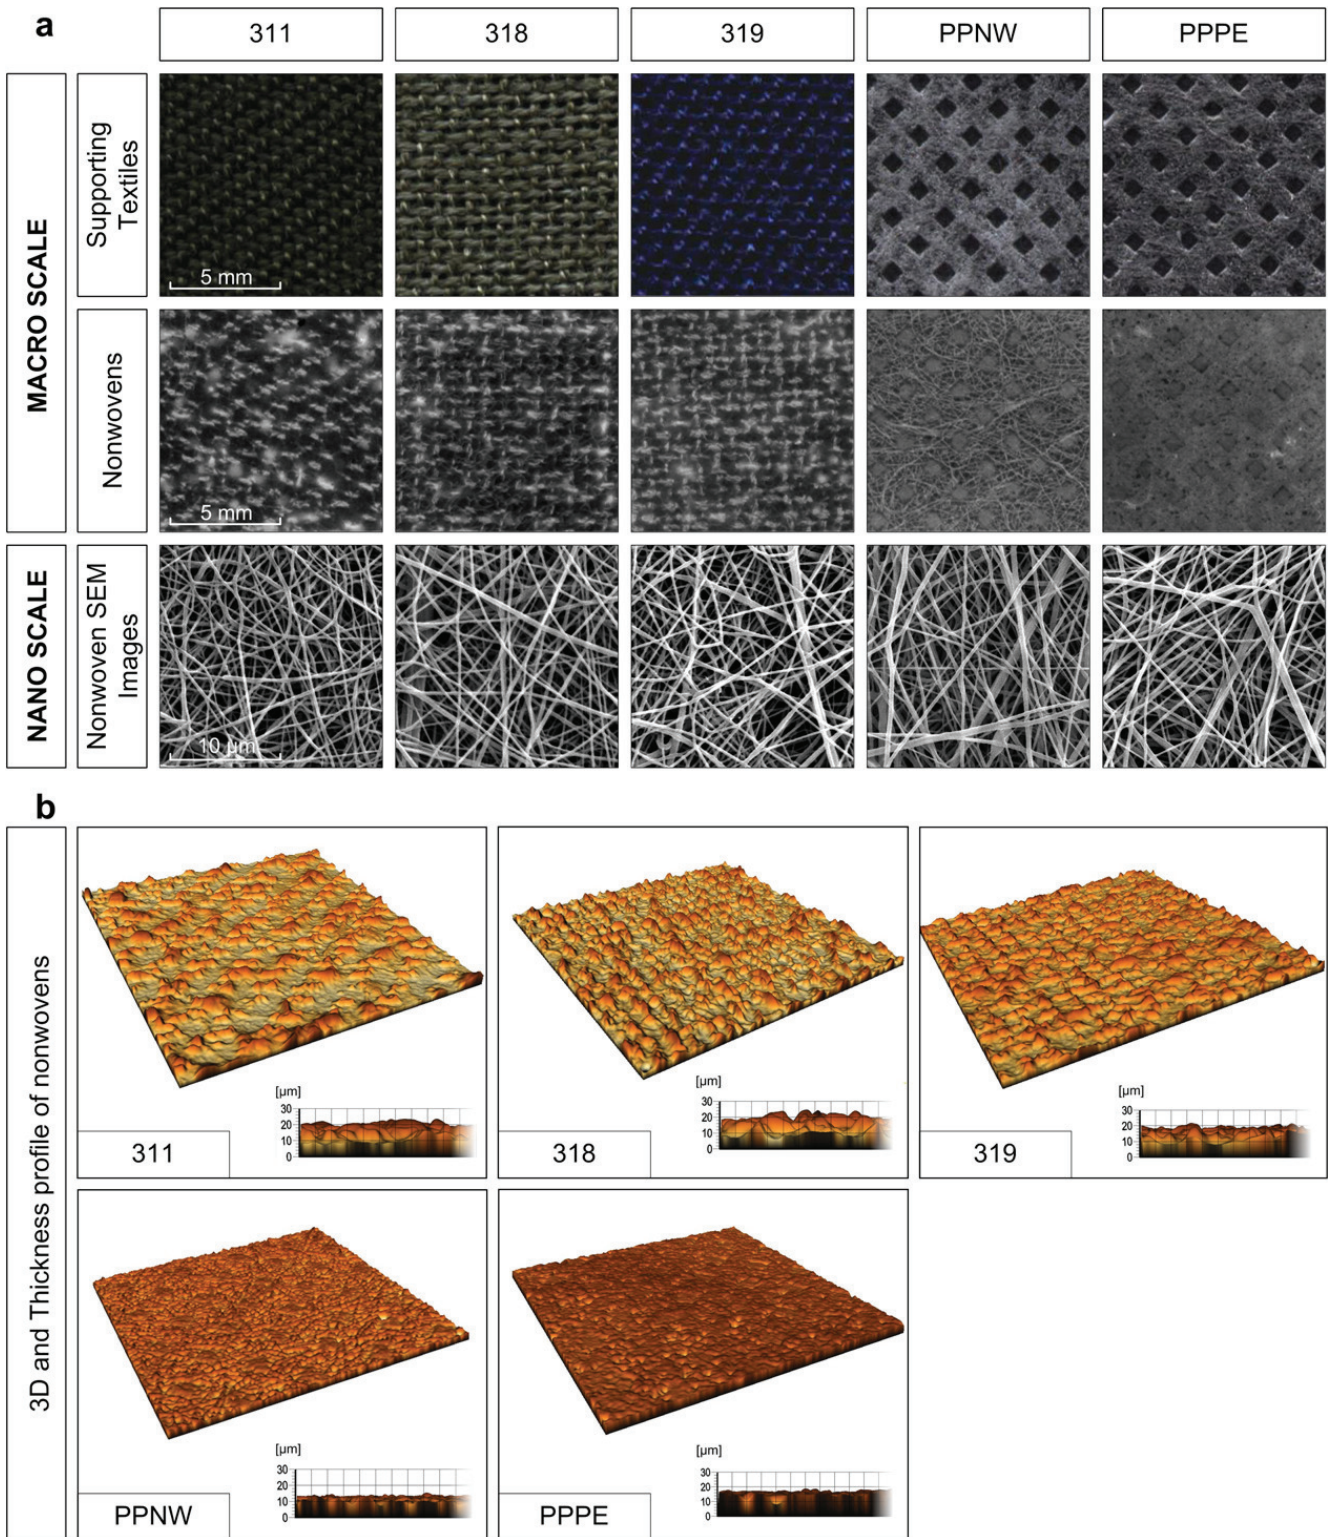 a
311
318
319
PPNW
PPPE
MACRO SCALE
Supporting
Textiles
5 mm
Nonwovens
5 mm
NANO SCALE
Nonwoven SEM
Images
10 µm
b
3D and Thickness profile of nonwovens
[µm]
30
20
10
0
311
[µm]
30
20
10
0
318
[µm]
30
20
10
0
319
[µm]
30
20
10
0
PPNW
[µm]
30
20
10
0
PPPE